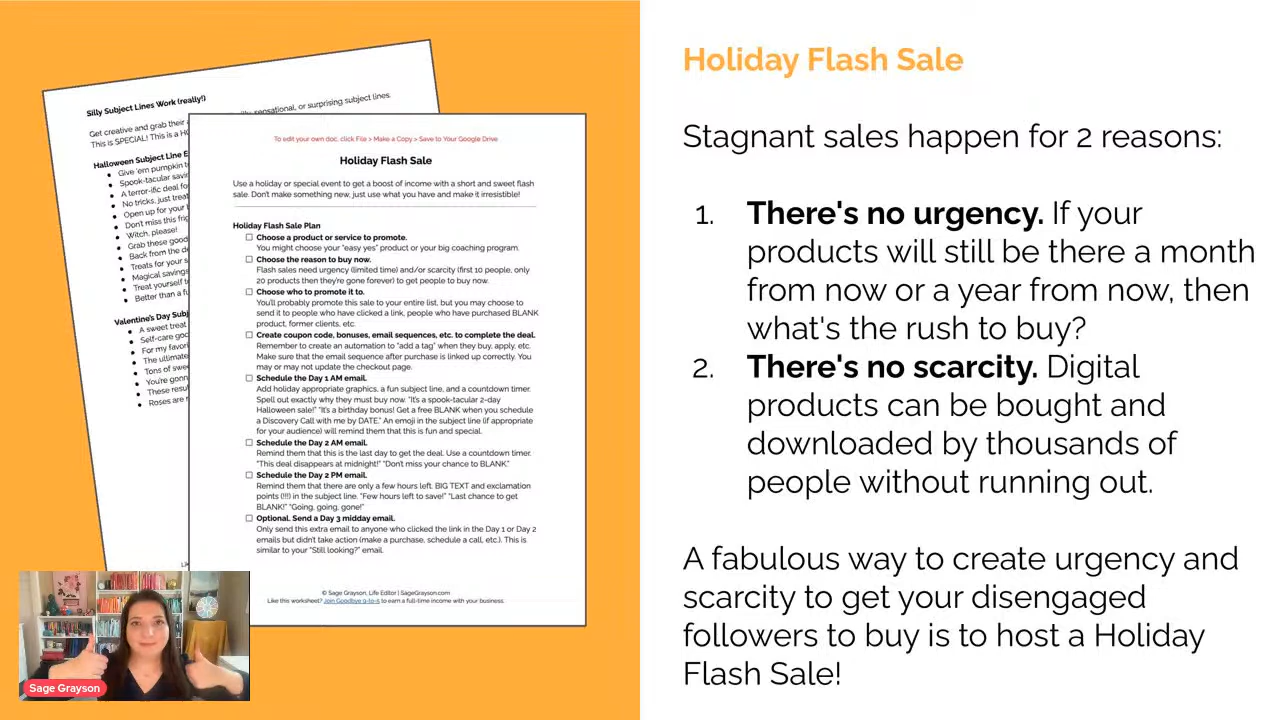 Silly Subject Lines Work (really!)
Get creative and grab their
sensational, or surprising subject lines.
This is SPECIAL! This is a
Halloween Subject Line
Give 'em pumpkin
Spook-tacular
A terror-ific deal
No tricks, just
Open up for your
Don't miss this
Witch, please!
Grab these
Back from the
Treats for your
Magical savings
Treat yourself
Better than a
Valentine's Day
A sweet treat
Self-care
For my
The ultimate
Tons of
You're
These
Roses are
To edit your own doc, click File > Make a Copy > Save to Your Google Drive
Holiday Flash Sale
Use a holiday or special event to get a boost of income with a short and sweet flash
sale. Don't make something new, just use what you have and make it irresistible!
Holiday Flash Sale Plan
Choose a product or service to promote.
You might choose your "easy yes" product or your big coaching program.
Choose the reason to buy now.
Flash sales need urgency (limited time) and/or scarcity (first 10 people, only
20 products then they're gone forever) to get people to buy now.
Choose who to promote it to.
You'll probably promote this sale to your entire list, but you may choose to
send it to people who have clicked a link, people who have purchased BLANK
product, former clients, etc.
Create coupon code, bonuses, email sequences, etc. to complete the deal.
Remember to create an automation to "add a tag" when they buy, apply, etc.
Make sure that the email sequence after purchase is linked up correctly. You
may or may not update the checkout page.
Schedule the Day 1 AM email.
Add holiday appropriate graphics, a fun subject line, and a countdown timer.
Spell out exactly why they must buy now. "It's a spook-tacular 2-day
Halloween sale!" "It's a birthday bonus! Get a free BLANK when you schedule
a Discovery Call with me by DATE." An emoji in the subject line (if appropriate
for your audience) will remind them that this is fun and special.
Schedule the Day 2 AM email.
Remind them that this is the last day to get the deal. Use a countdown timer.
"This deal disappears at midnight!" "Don't miss your chance to BLANK."
Schedule the Day 2 PM email.
Remind them that there are only a few hours left. BIG TEXT and exclamation
points (!!!) in the subject line. "Few hours left to save!" "Last chance to get
BLANK!" "Going, going, gone!"
Optional. Send a Day 3 midday email.
Only send this extra email to anyone who clicked the link in the Day 1 or Day 2
emails but didn't take action (make a purchase, schedule a call, etc.). This is
similar to your "Still looking?" email.
© Sage Grayson, Life Editor | SageGrayson.com
Like this worksheet? Join Goodbye 9-to-5 to earn a full-time income with your business.
Sage Grayson
Holiday Flash Sale
Stagnant sales happen for 2 reasons:
1. There's no urgency. If your
products will still be there a month
from now or a year from now, then
what's the rush to buy?
2. There's no scarcity. Digital
products can be bought and
downloaded by thousands of
people without running out.
A fabulous way to create urgency and
scarcity to get your disengaged
followers to buy is to host a Holiday
Flash Sale!